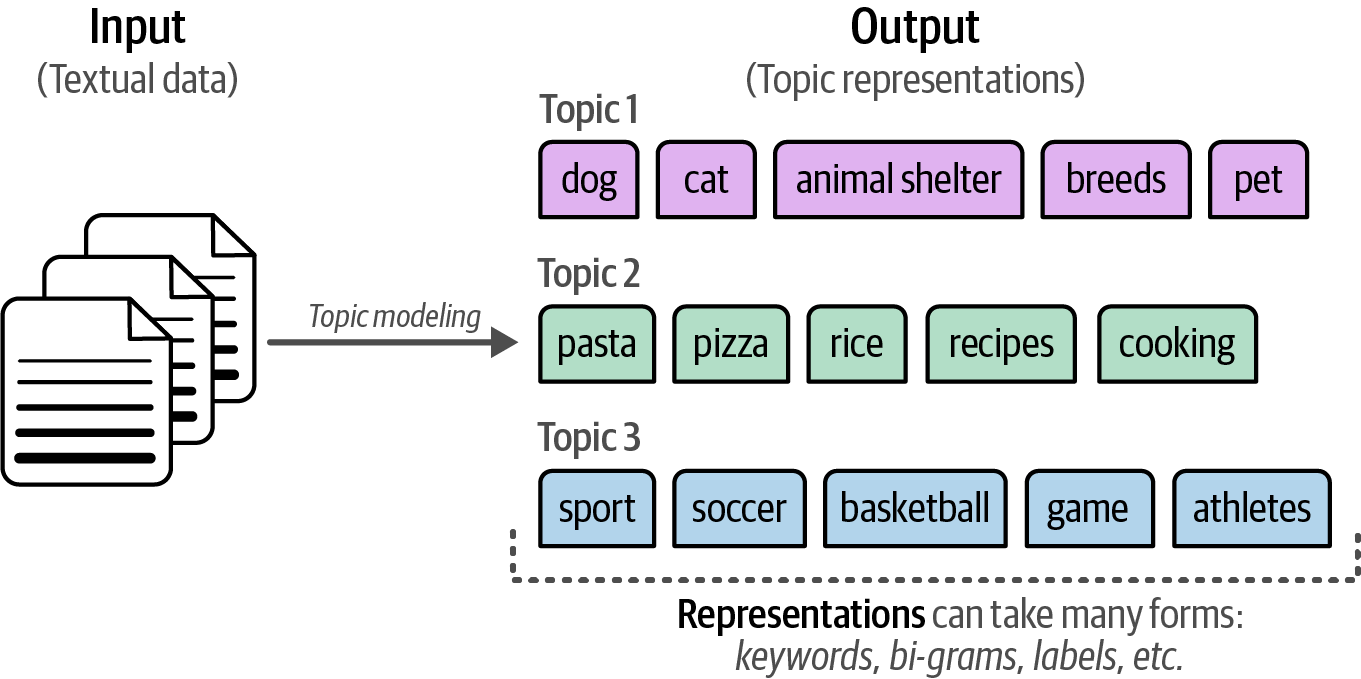 Input
(Textual data)
Output
(Topic representations)
Topic modeling
Topic 1
dog cat animal shelter breeds pet
Topic 2
pasta pizza rice recipes cooking
Topic 3
sport soccer basketball game athletes
Representations can take many forms:
keywords, bi-grams, labels, etc.